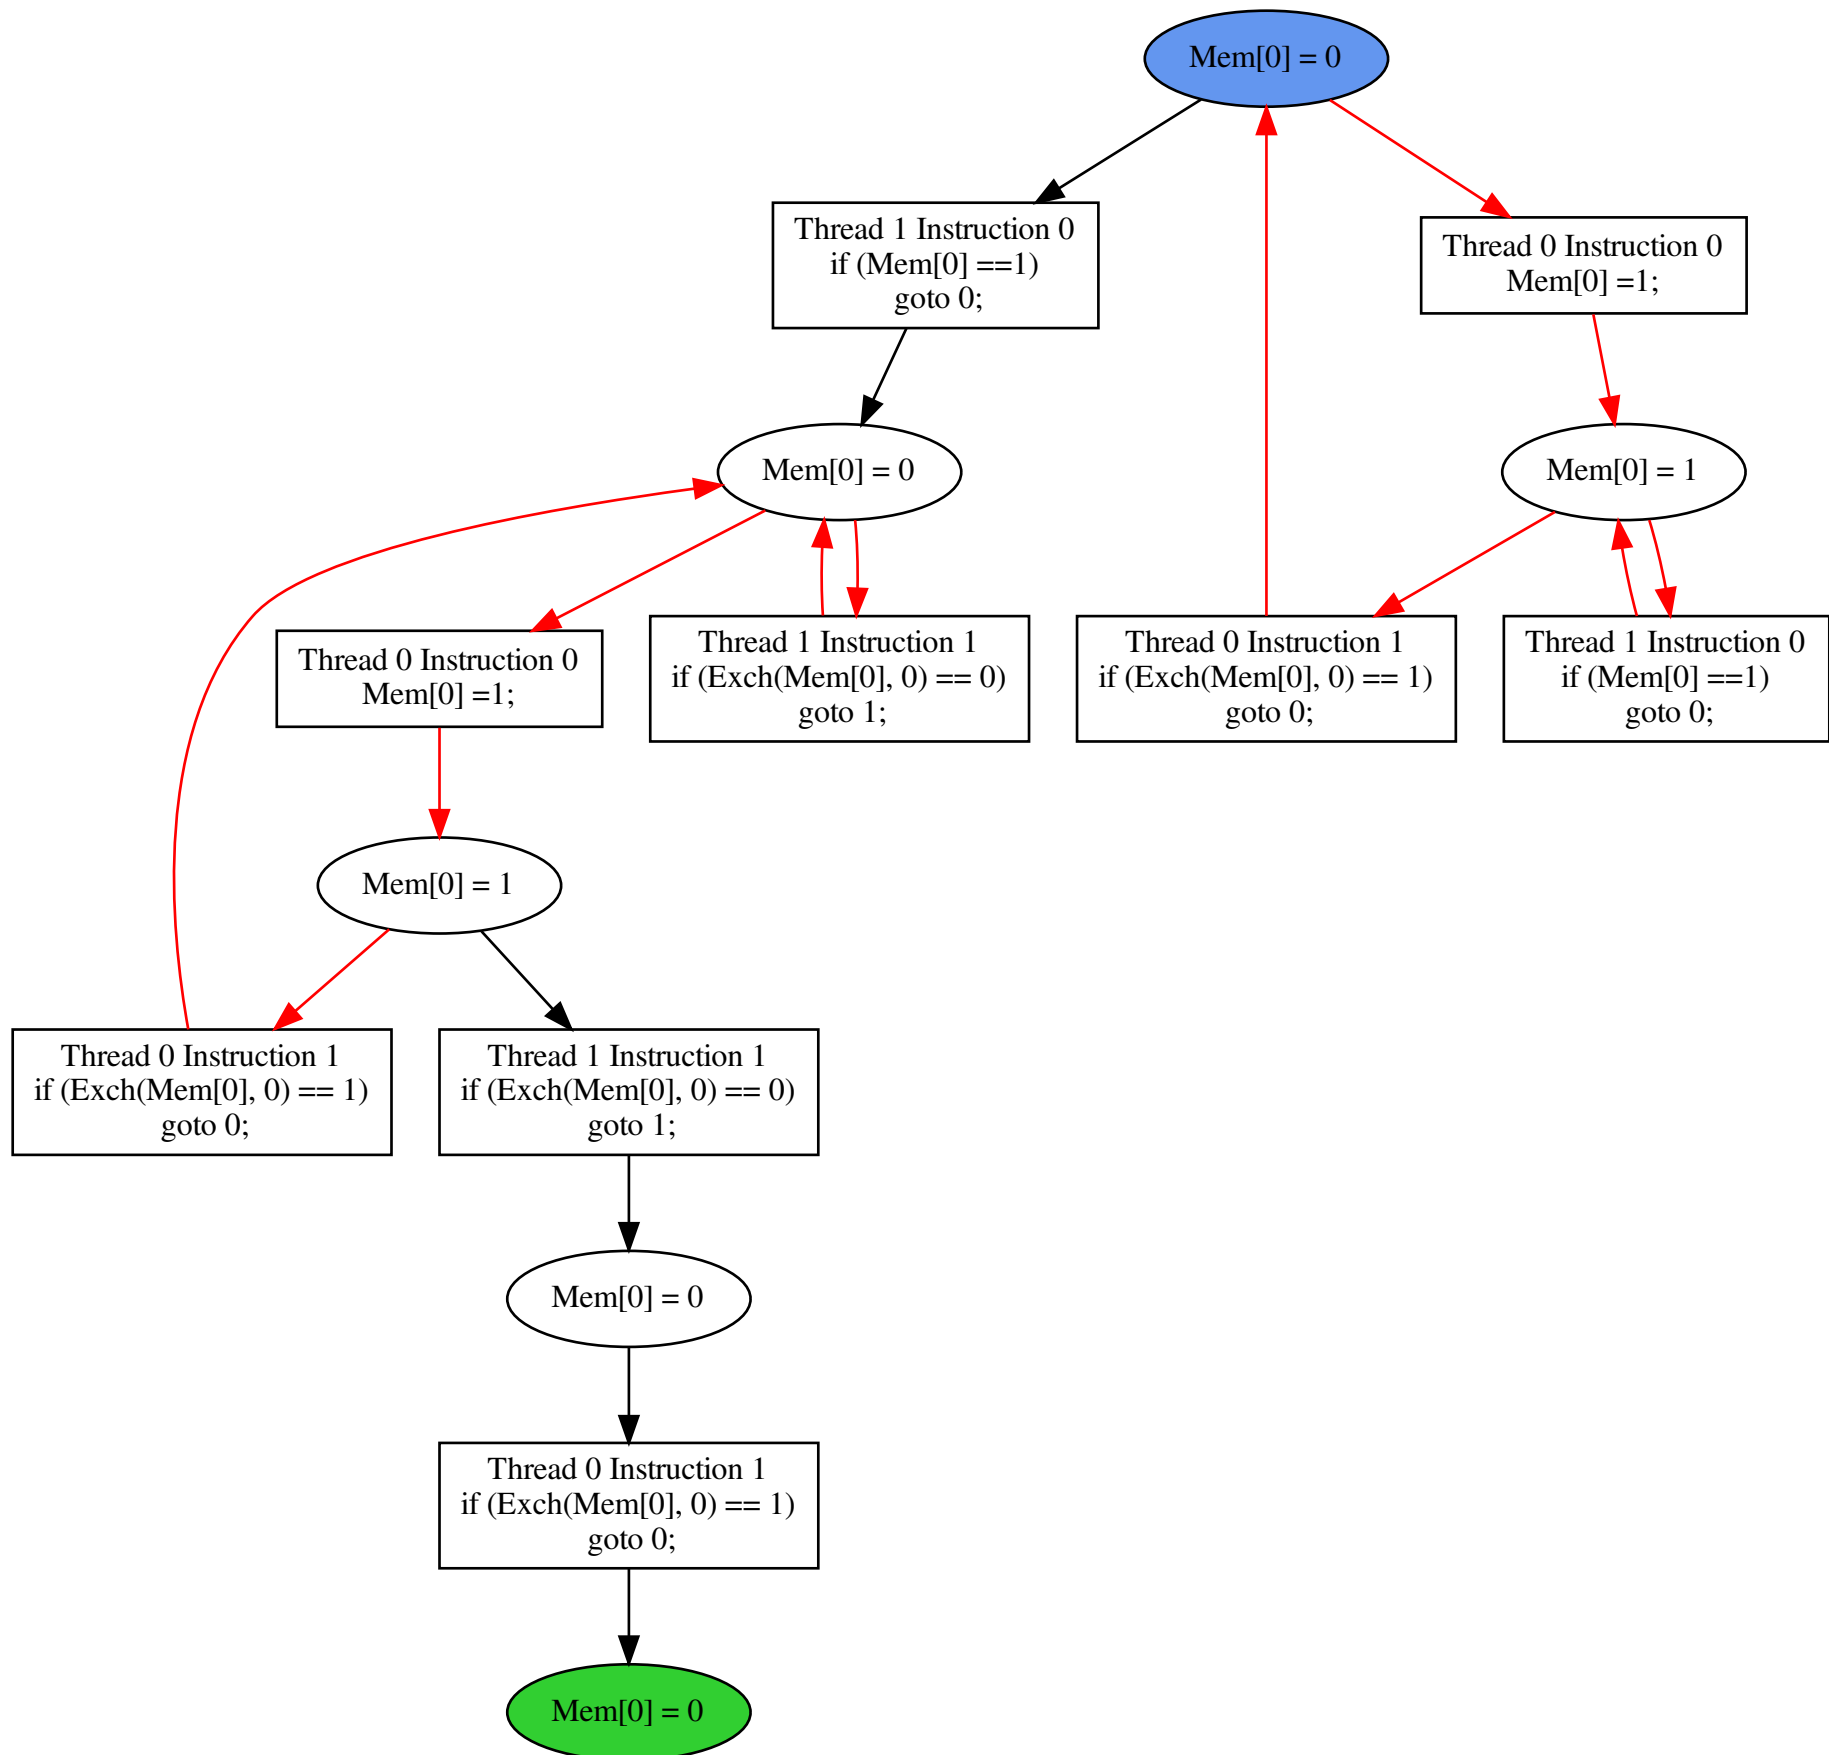 Mem[0] = 0
Thread 1 Instruction 0
if (Mem[0] ==1)
goto 0;
Thread 0 Instruction 0
Mem[0] =1;
Mem[0] = 0
Mem[0] = 1
Thread 0 Instruction 0
Mem[0] =1;
Thread 1 Instruction 1
if (Exch(Mem[0], 0) == 0)
goto 1;
Thread 0 Instruction 1
if (Exch(Mem[0], 0) == 1)
goto 0;
Thread 1 Instruction 0
if (Mem[0] ==1)
goto 0;
Mem[0] = 1
Thread 0 Instruction 1
if (Exch(Mem[0], 0) == 1)
goto 0;
Thread 1 Instruction 1
if (Exch(Mem[0], 0) == 0)
goto 1;
Mem[0] = 0
Thread 0 Instruction 1
if (Exch(Mem[0], 0) == 1)
goto 0;
Mem[0] = 0